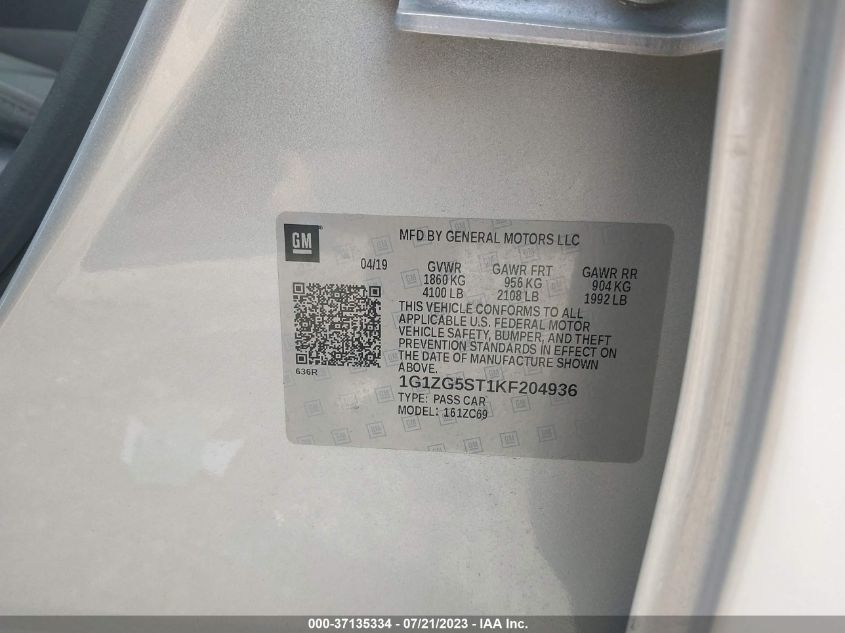 GM
MFD BY GENERAL MOTORS LLC
04/19 GVWR GAWR FRT GAWR RR
1860 KG 956 KG 904 KG
4100 LB 2108 LB 1992 LB
THIS VEHICLE CONFORMS TO ALL
APPLICABLE U.S. FEDERAL MOTOR
VEHICLE SAFETY, BUMPER, AND THEFT
PREVENTION STANDARDS IN EFFECT ON
THE DATE OF MANUFACTURE SHOWN
ABOVE.
636R
1G1ZG5ST1KF204936
TYPE: PASS CAR
MODEL: 161ZC69
000-37135334 - 07/21/2023 - IAA Inc.